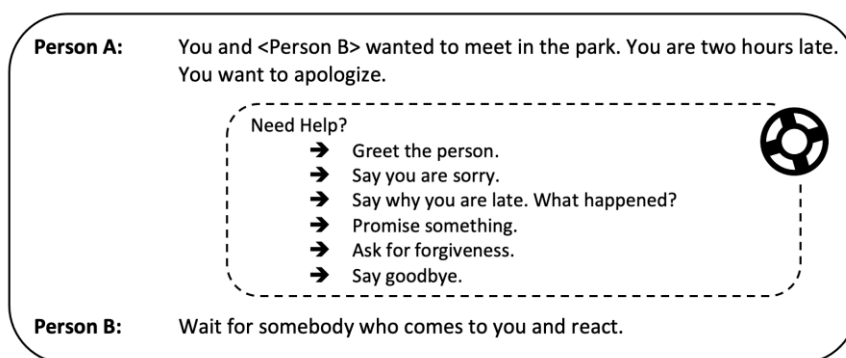 Person A: You and <Person B> wanted to meet in the park. You are two hours late.
You want to apologize.
Need Help?
➔ Greet the person.
➔ Say you are sorry.
➔ Say why you are late. What happened?
➔ Promise something.
➔ Ask for forgiveness.
➔ Say goodbye.
Person B: Wait for somebody who comes to you and react.